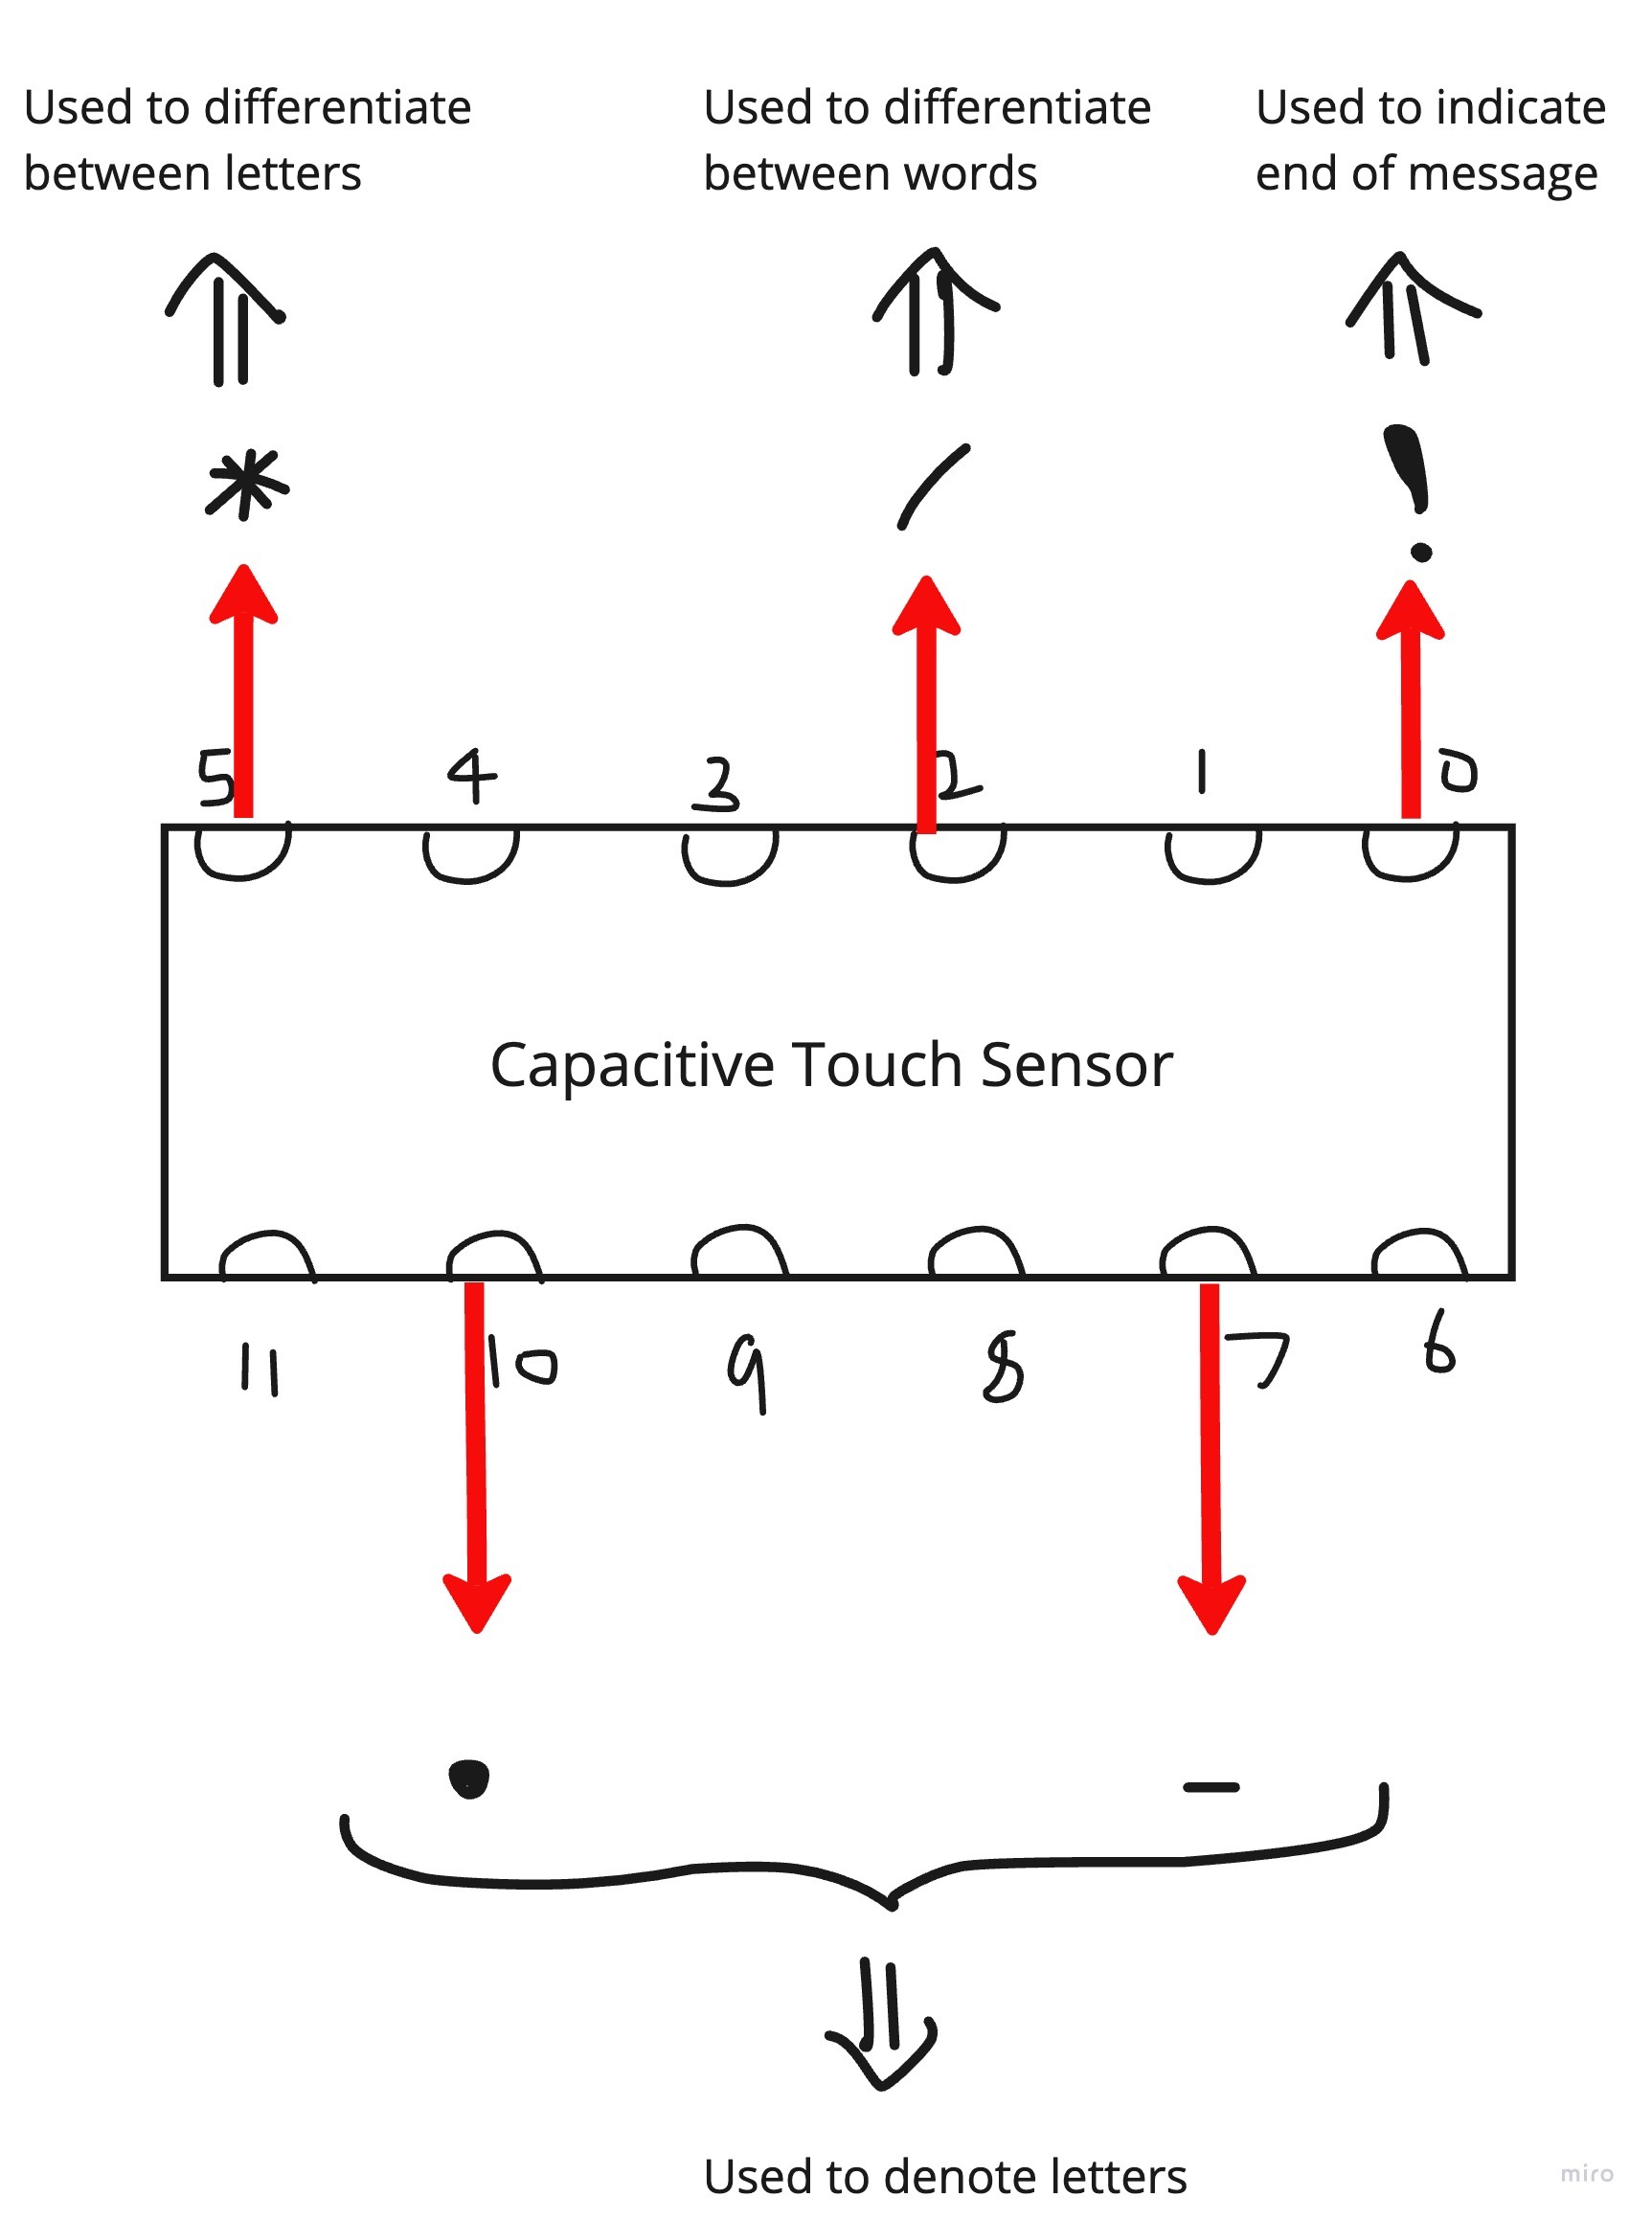 Used to differentiate
between letters
Used to differentiate
between words
Used to indicate
end of message
*
/
!
5 4 3 2 1 0
Capacitive Touch Sensor
11 10 9 8 7 6
. -
Used to denote letters
miro